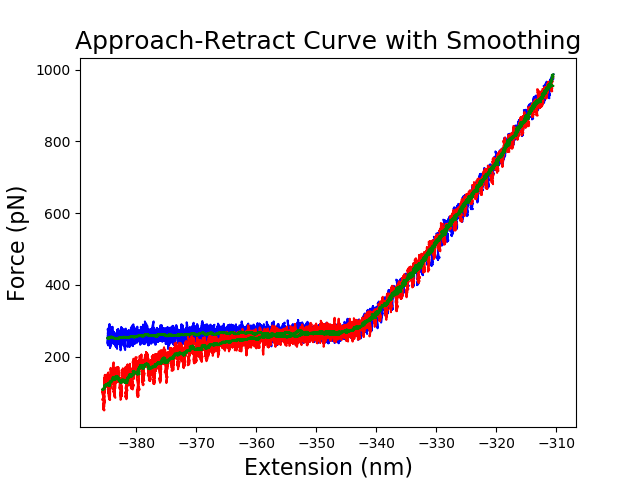 Approach-Retract Curve with Smoothing
1000
800
600
400
200
Force (pN)
−380 −370 −360 −350 −340 −330 −320 −310
Extension (nm)